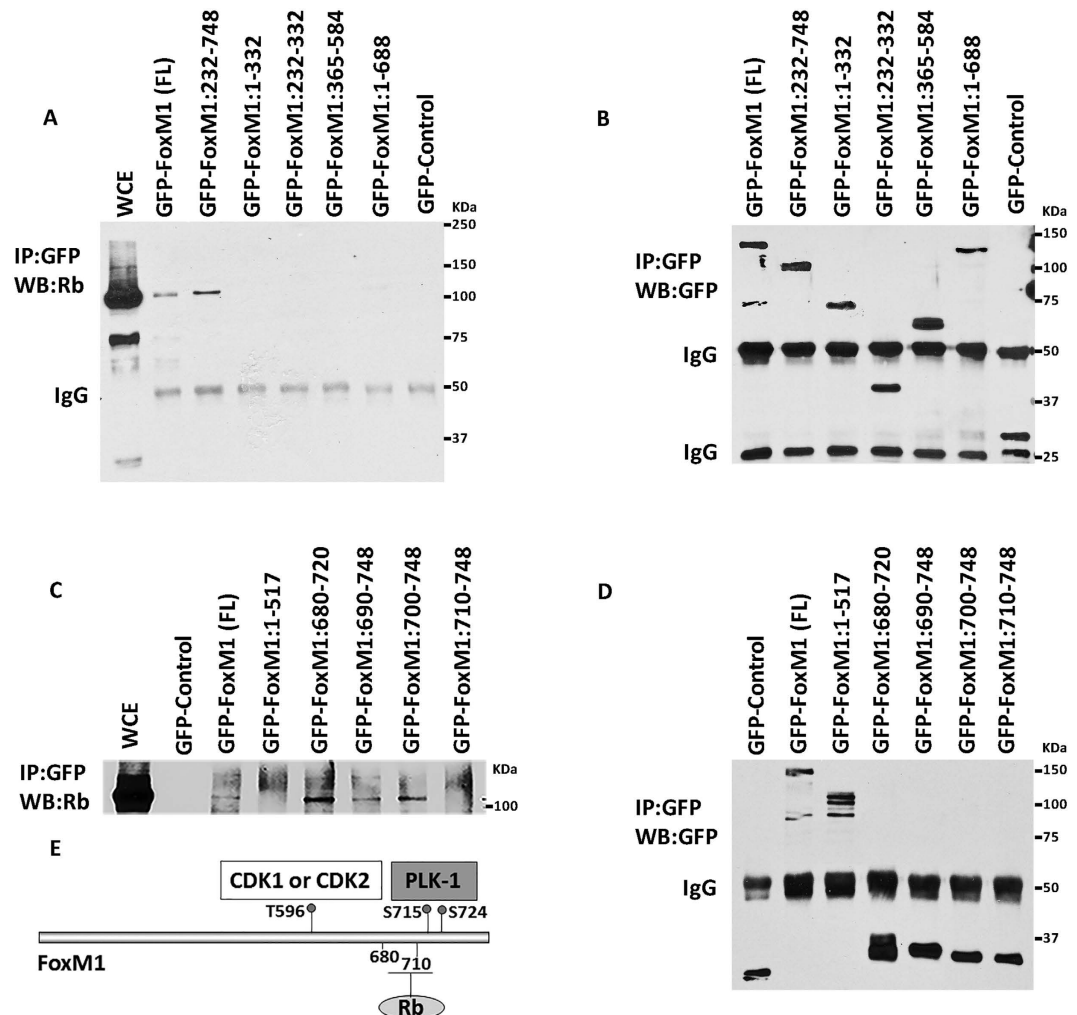 A
WCE
GFP-FoxM1 (FL)
GFP-FoxM1:232-748
GFP-FoxM1:1-332
GFP-FoxM1:232-332
GFP-FoxM1:365-584
GFP-FoxM1:1-688
GFP-Control
KDa
IP:GFP
WB:Rb
IgG
250
150
100
75
50
37
B
GFP-FoxM1 (FL)
GFP-FoxM1:232-748
GFP-FoxM1:1-332
GFP-FoxM1:232-332
GFP-FoxM1:365-584
GFP-FoxM1:1-688
GFP-Control
KDa
IP:GFP
WB:GFP
IgG
IgG
150
100
75
50
37
25
C
WCE
GFP-Control
GFP-FoxM1 (FL)
GFP-FoxM1:1-517
GFP-FoxM1:680-720
GFP-FoxM1:690-748
GFP-FoxM1:700-748
GFP-FoxM1:710-748
IP:GFP
WB:Rb
KDa
100
D
GFP-Control
GFP-FoxM1 (FL)
GFP-FoxM1:1-517
GFP-FoxM1:680-720
GFP-FoxM1:690-748
GFP-FoxM1:700-748
GFP-FoxM1:710-748
KDa
IP:GFP
WB:GFP
IgG
150
100
75
50
37
E
CDK1 or CDK2
PLK-1
T596
S715
S724
FoxM1
680
710
Rb